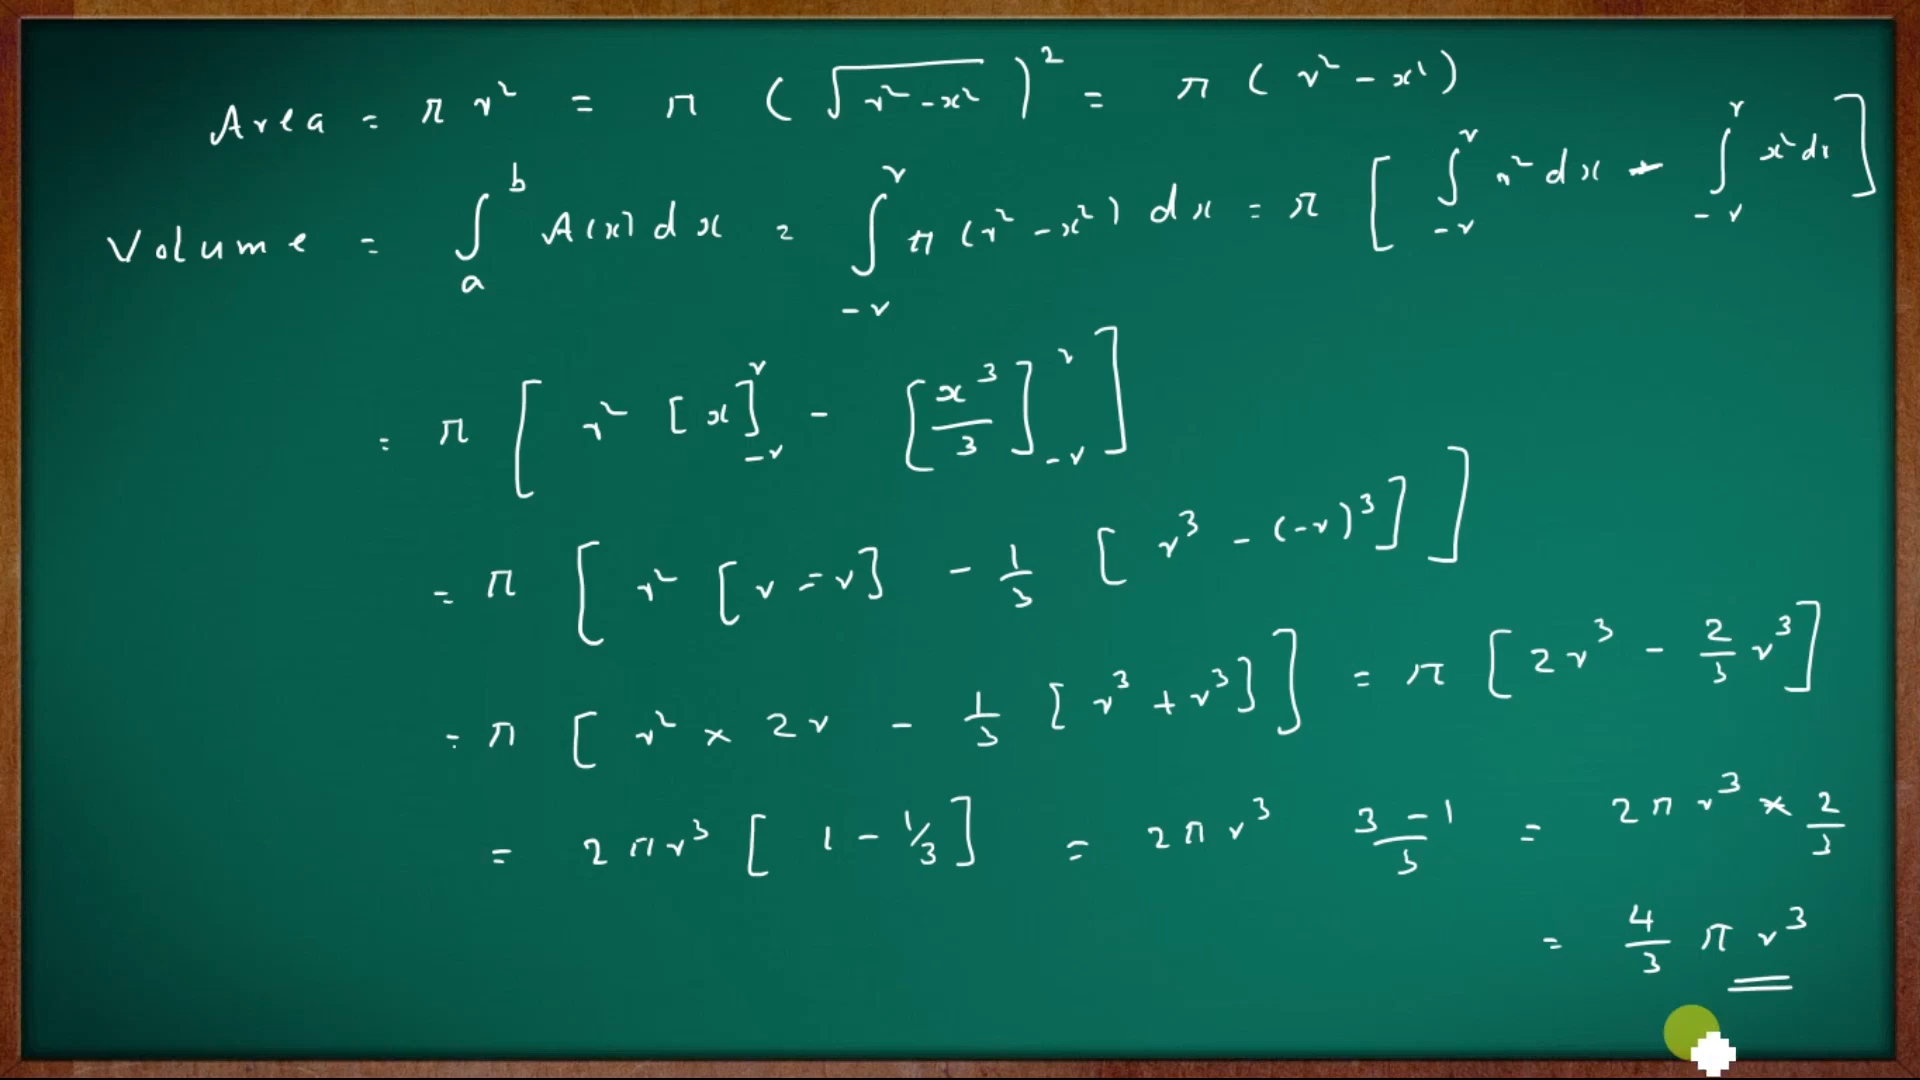 Area = π r² = π (√(r² - x²))² = π (r² - x²)
Volume = ∫ₐᵇ A(x) dx = ∫₋ᵣʳ π (r² - x²) dx = π [ ∫₋ᵣʳ r² dx - ∫₋ᵣʳ x² dx ]
= π [ r² [x]₋ᵣʳ - [x³/3]₋ᵣʳ ]
= π [ r² [r = r] - 1/3 [ r³ - (-r)³ ] ]
= π [ r² × 2r - 1/3 [ r³ + r³ ] ] = π [ 2r³ - 2/3 r³ ]
= 2πr³ [ 1 - 1/3 ] = 2πr³ (3 - 1)/3 = 2πr³ × 2/3
= 4/3 π r³